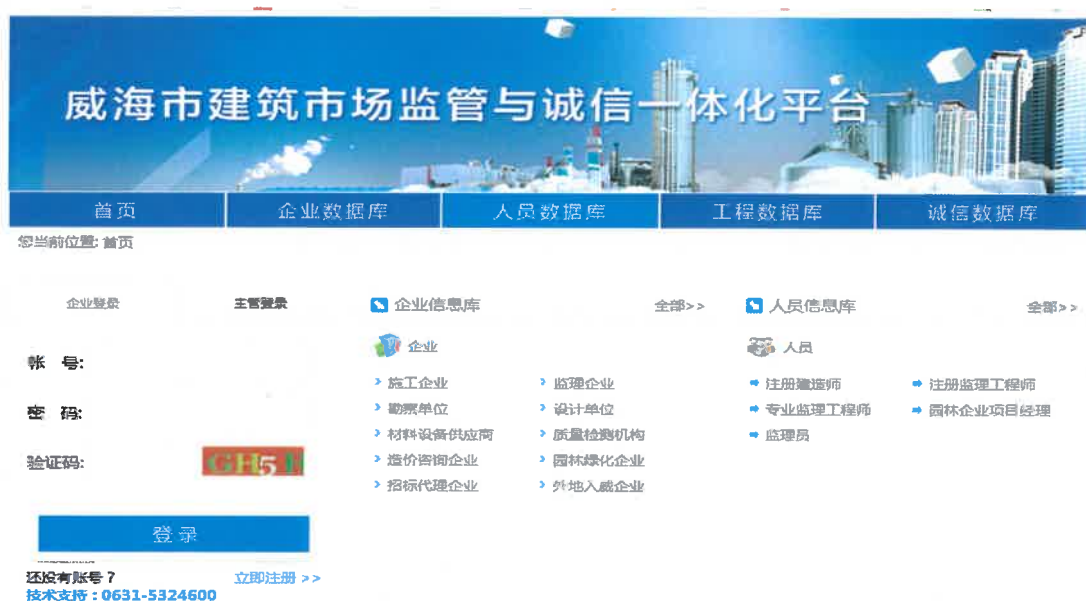 威海市建筑市场监管与诚信一体化平台
首页 企业数据库 人员数据库 工程数据库 诚信数据库
您当前位置: 首页
企业登录 主管登录
帐 号:
密 码:
验证码: GH5
登录
还没有账号? 立即注册 >>
技术支持:0631-5324600
企业信息库 全部>>
企业
施工企业 监理企业
勘察单位 设计单位
材料设备供应商 质量检测机构
造价咨询企业 园林绿化企业
招标代理企业 外地入威企业
人员信息库 全部>>
人员
注册建造师 注册监理工程师
专业监理工程师 园林企业项目经理
监理员